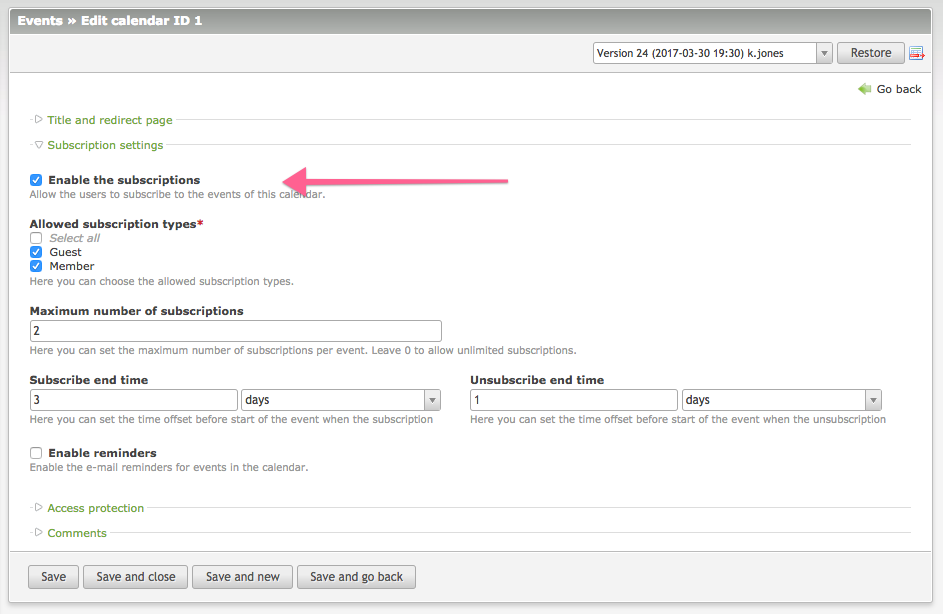 Events » Edit calendar ID 1
Version 24 (2017-03-30 19:30) k.jones
Restore
Go back
Title and redirect page
Subscription settings
Enable the subscriptions
Allow the users to subscribe to the events of this calendar.
Allowed subscription types*
Select all
Guest
Member
Here you can choose the allowed subscription types.
Maximum number of subscriptions
2
Here you can set the maximum number of subscriptions per event. Leave 0 to allow unlimited subscriptions.
Subscribe end time
3 days
Here you can set the time offset before start of the event when the subscription
Unsubscribe end time
1 days
Here you can set the time offset before start of the event when the unsubscription
Enable reminders
Enable the e-mail reminders for events in the calendar.
Access protection
Comments
Save Save and close Save and new Save and go back